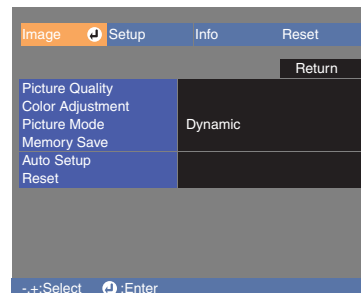 Image Setup Info Reset
Return
Picture Quality
Color Adjustment
Picture Mode Dynamic
Memory Save
Auto Setup
Reset
-.+:Select :Enter